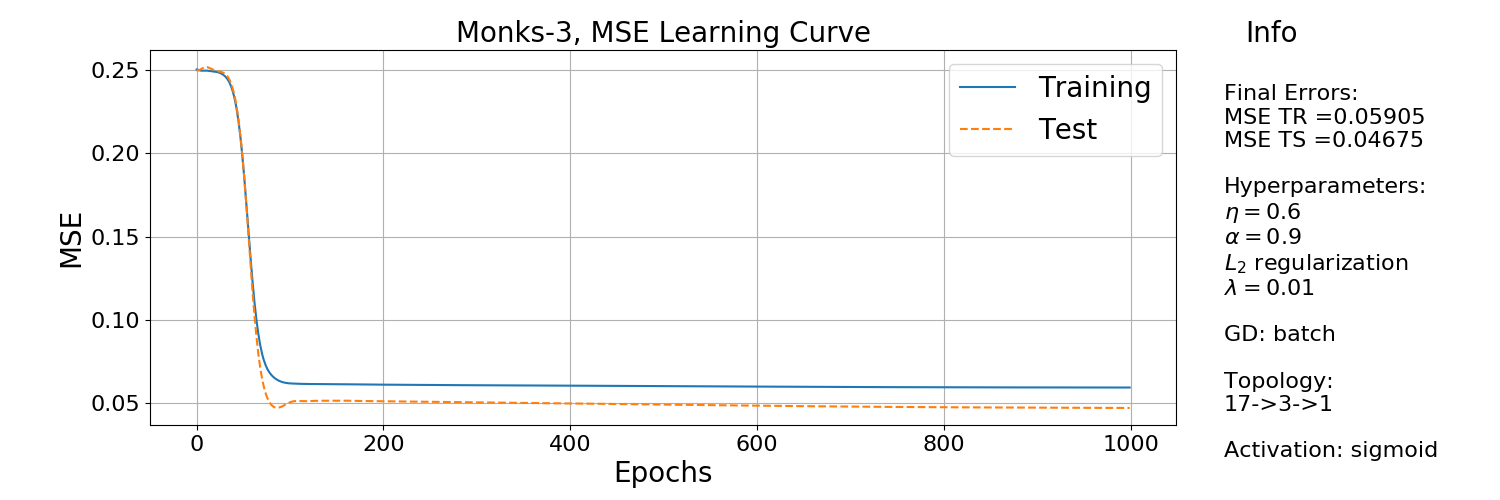 Monks-3, MSE Learning Curve
MSE
0.25
0.20
0.15
0.10
0.05
0
200
400
600
800
1000
Epochs
Training
Test
Info
Final Errors:
MSE TR =0.05905
MSE TS =0.04675
Hyperparameters:
η = 0.6
α = 0.9
L₂ regularization
λ = 0.01
GD: batch
Topology:
17->3->1
Activation: sigmoid